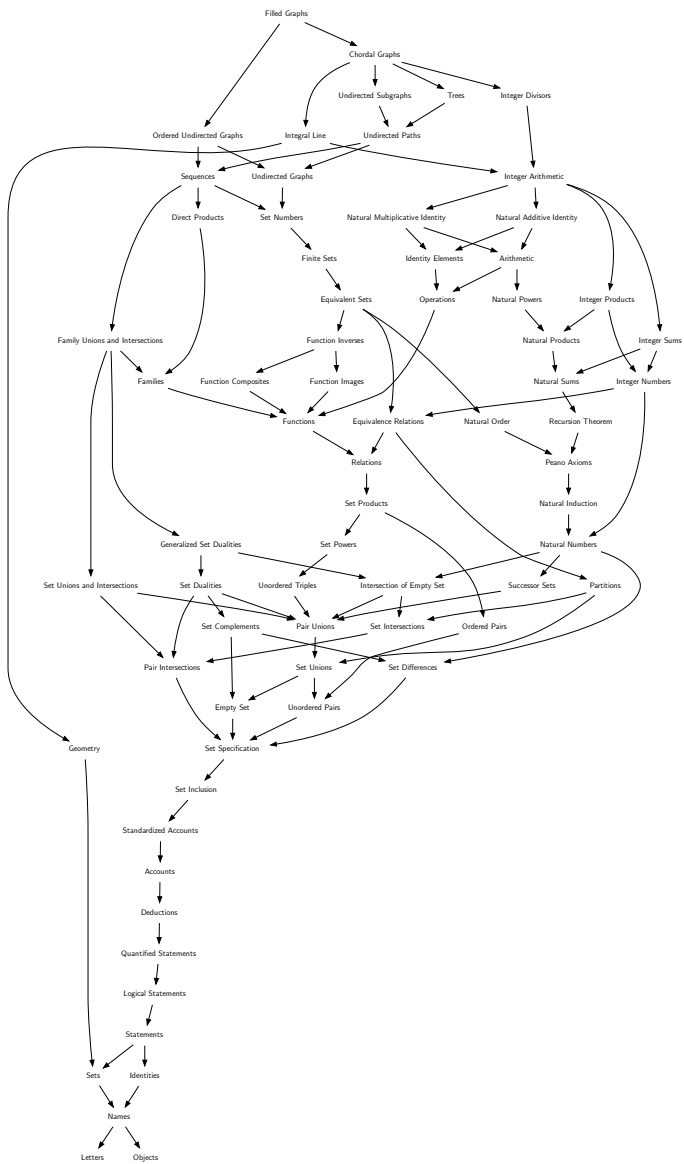 Filled Graphs
Chordal Graphs
Undirected Subgraphs Trees Integer Divisors
Ordered Undirected Graphs Integral Line Undirected Paths
Sequences Undirected Graphs Integer Arithmetic
Direct Products Set Numbers Natural Multiplicative Identity Natural Additive Identity
Finite Sets Identity Elements Arithmetic
Equivalent Sets Operations Natural Powers Integer Products
Family Unions and Intersections Function Inverses Natural Products Integer Sums
Families Function Composites Function Images Natural Sums Integer Numbers
Functions Equivalence Relations Natural Order Recursion Theorem
Relations Peano Axioms
Set Products Natural Induction
Generalized Set Dualities Set Powers Natural Numbers
Set Unions and Intersections Set Dualities Unordered Triples Intersection of Empty Set Successor Sets Partitions
Set Complements Pair Unions Set Intersections Ordered Pairs
Pair Intersections Set Unions Set Differences
Empty Set Unordered Pairs
Geometry Set Specification
Set Inclusion
Standardized Accounts
Accounts
Deductions
Quantified Statements
Logical Statements
Statements
Sets Identities
Names
Letters Objects